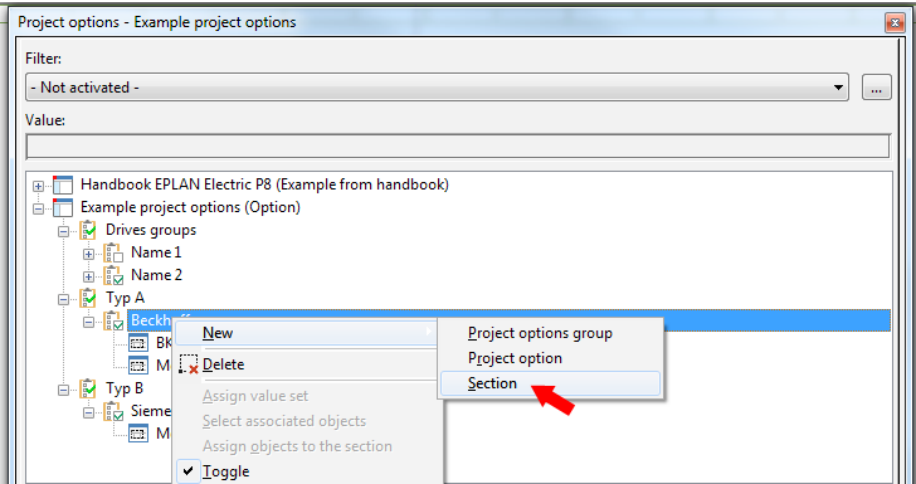 Project options - Example project options
Filter:
- Not activated -
...
Value:
Handbook EPLAN Electric P8 (Example from handbook)
Example project options (Option)
Drives groups
Name 1
Name 2
Typ A
New
Project options group
Project option
Delete
Section
Typ B
Assign value set
Select associated objects
Assign objects to the section
Toggle